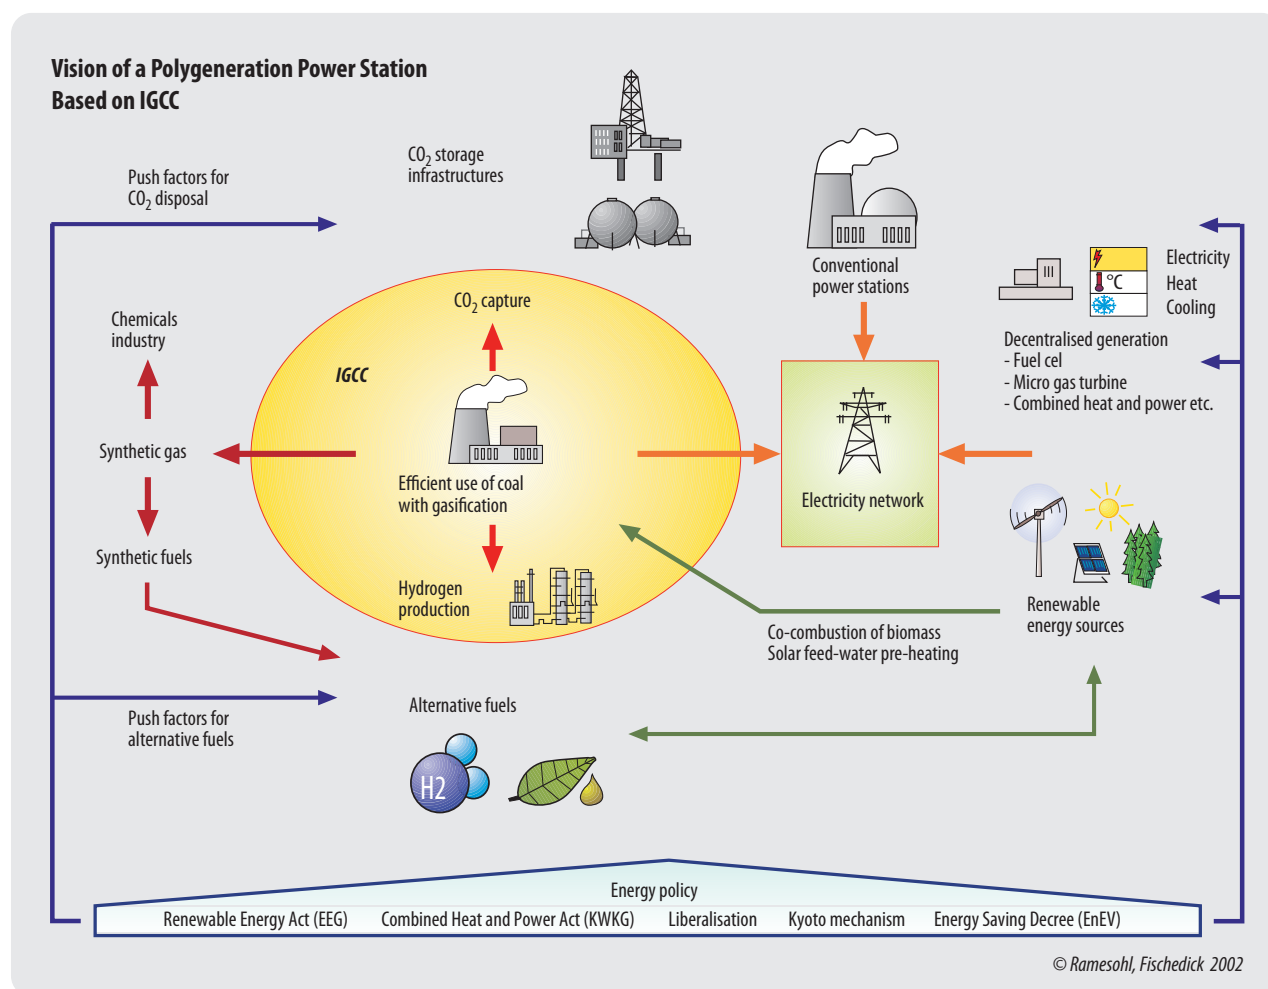 Vision of a Polygeneration Power Station
Based on IGCC
CO2 storage
infrastructures
Push factors for
CO2 disposal
Conventional
power stations
Electricity
°C
Heat
Cooling
Decentralised generation
- Fuel cel
- Micro gas turbine
- Combined heat and power etc.
CO2 capture
Chemicals
industry
IGCC
Synthetic gas
Efficient use of coal
with gasification
Electricity network
Synthetic fuels
Hydrogen
production
Renewable
energy sources
Co-combustion of biomass
Solar feed-water pre-heating
Alternative fuels
Push factors for
alternative fuels
H2
Energy policy
Renewable Energy Act (EEG) Combined Heat and Power Act (KWKG) Liberalisation Kyoto mechanism Energy Saving Decree (EnEV)
© Ramesohl, Fischedick 2002